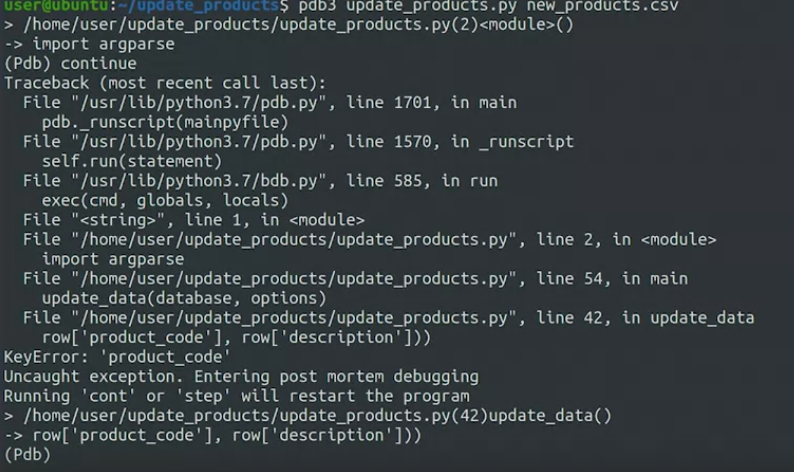 user@ubuntu:~/update_products$ pdb3 update_products.py new_products.csv
> /home/user/update_products/update_products.py(2)<module>()
-> import argparse
(Pdb) continue
Traceback (most recent call last):
  File "/usr/lib/python3.7/pdb.py", line 1701, in main
    pdb._runscript(mainpyfile)
  File "/usr/lib/python3.7/pdb.py", line 1570, in _runscript
    self.run(statement)
  File "/usr/lib/python3.7/bdb.py", line 585, in run
    exec(cmd, globals, locals)
  File "<string>", line 1, in <module>
  File "/home/user/update_products/update_products.py", line 2, in <module>
    import argparse
  File "/home/user/update_products/update_products.py", line 54, in main
    update_data(database, options)
  File "/home/user/update_products/update_products.py", line 42, in update_data
    row['product_code'], row['description']))
KeyError: 'product_code'
Uncaught exception. Entering post mortem debugging
Running 'cont' or 'step' will restart the program
> /home/user/update_products/update_products.py(42)update_data()
-> row['product_code'], row['description']))
(Pdb)